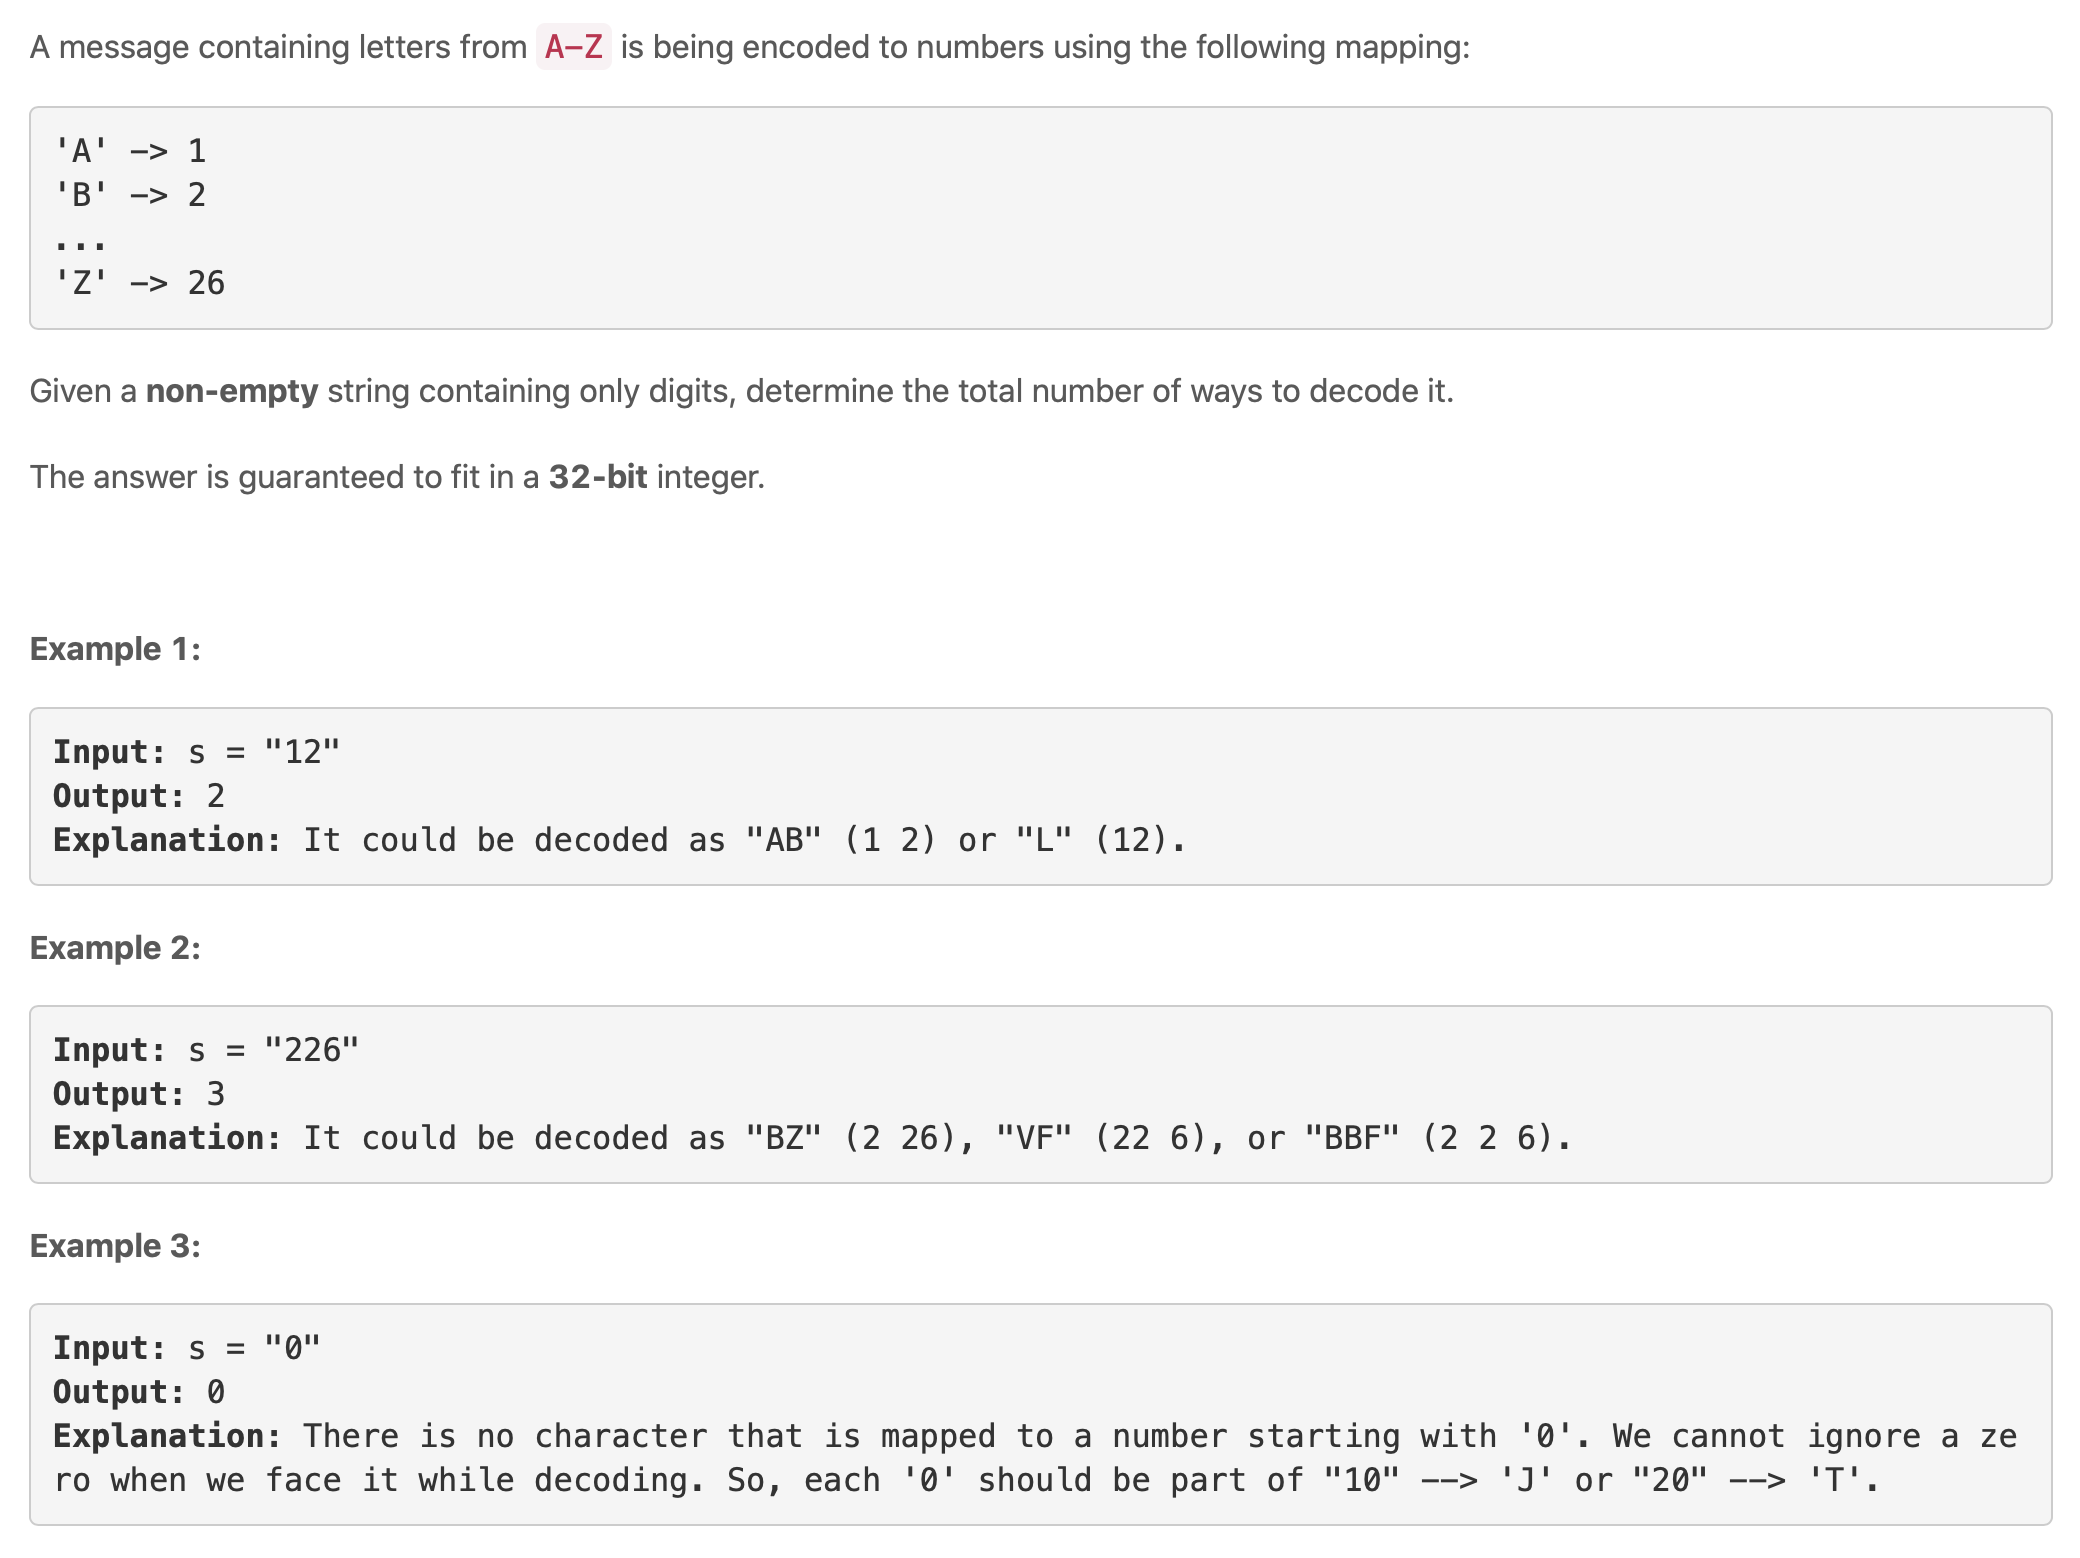 A message containing letters from A-Z is being encoded to numbers using the following mapping:
'A' -> 1
'B' -> 2
...
'Z' -> 26
Given a non-empty string containing only digits, determine the total number of ways to decode it.
The answer is guaranteed to fit in a 32-bit integer.
Example 1:
Input: s = "12"
Output: 2
Explanation: It could be decoded as "AB" (1 2) or "L" (12).
Example 2:
Input: s = "226"
Output: 3
Explanation: It could be decoded as "BZ" (2 26), "VF" (22 6), or "BBF" (2 2 6).
Example 3:
Input: s = "0"
Output: 0
Explanation: There is no character that is mapped to a number starting with '0'. We cannot ignore a ze
ro when we face it while decoding. So, each '0' should be part of "10" --> 'J' or "20" --> 'T'.